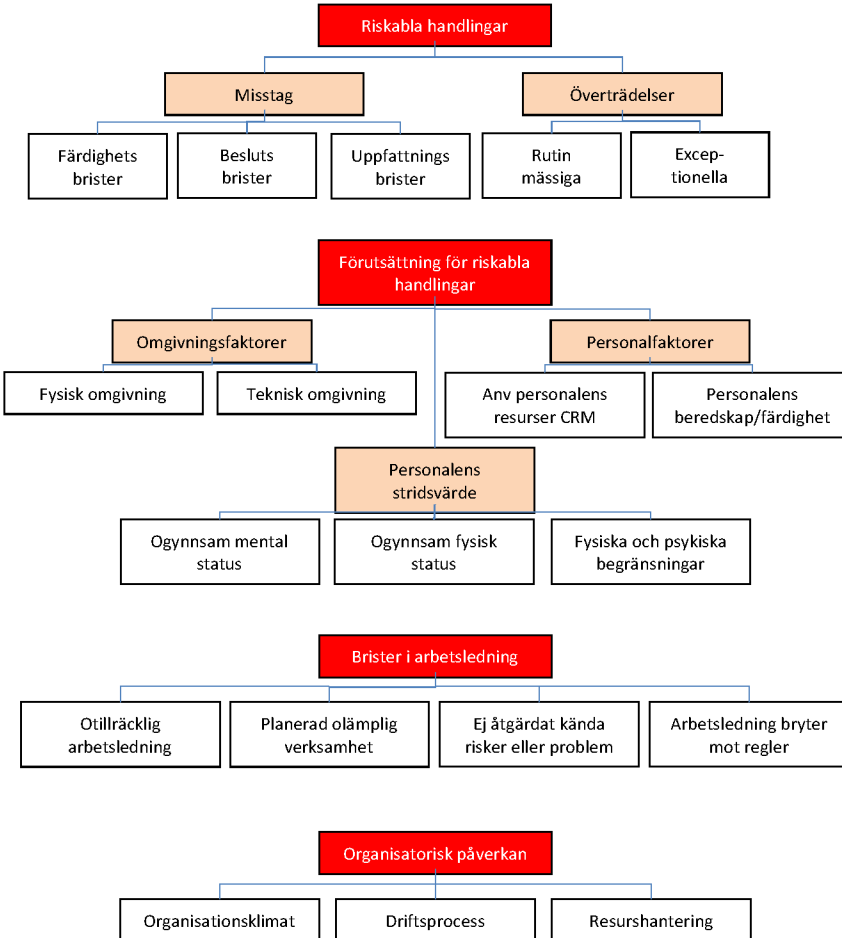 Riskabla handlingar
Misstag
Överträdelser
Färdighets
brister
Besluts
brister
Uppfattnings
brister
Rutin
mässiga
Excep-
tionella
Förutsättning för riskabla
handlingar
Omgivningsfaktorer
Personalfaktorer
Fysisk omgivning
Teknisk omgivning
Anv personalens
resurser CRM
Personalens
beredskap/färdighet
Personalens
stridsvärde
Ogynnsam mental
status
Ogynnsam fysisk
status
Fysiska och psykiska
begränsningar
Brister i arbetsledning
Otillräcklig
arbetsledning
Planerad olämplig
verksamhet
Ej åtgärdat kända
risker eller problem
Arbetsledning bryter
mot regler
Organisatorisk påverkan
Organisationsklimat
Driftsprocess
Resurshantering